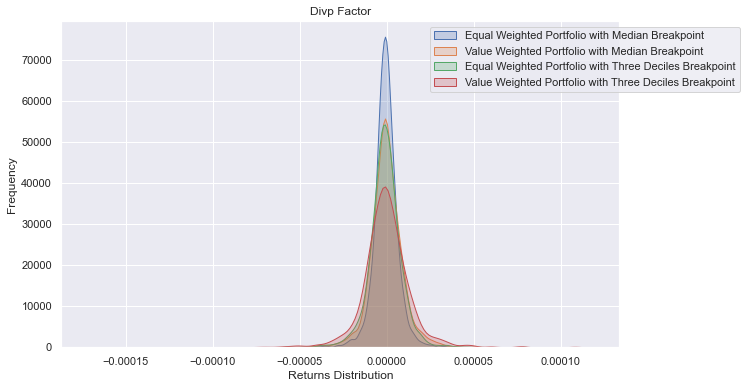 Divp Factor
Equal Weighted Portfolio with Median Breakpoint
Value Weighted Portfolio with Median Breakpoint
Equal Weighted Portfolio with Three Deciles Breakpoint
Value Weighted Portfolio with Three Deciles Breakpoint
70000
60000
50000
40000
30000
20000
10000
0
Frequency
−0.00015 −0.00010 −0.00005 0.00000 0.00005 0.00010
Returns Distribution